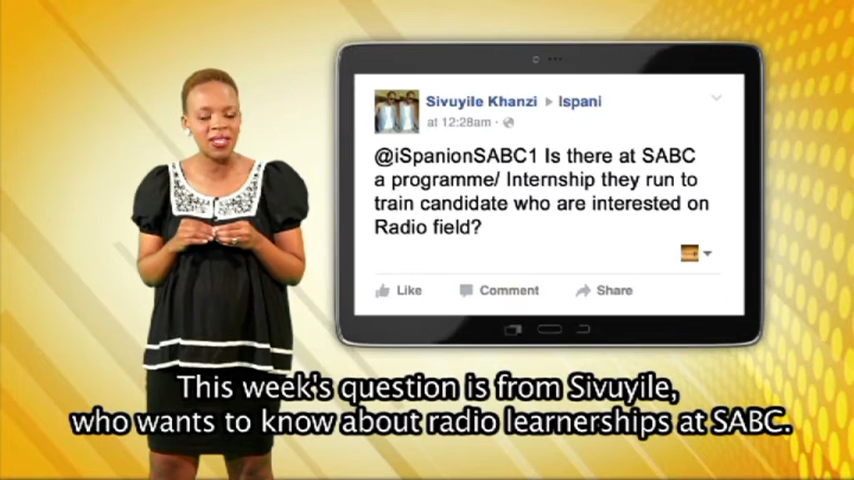 Sivuyile Khanzi ▸ Ispani
at 12:28am ·
@iSpanionSABC1 Is there at SABC
a programme/ Internship they run to
train candidate who are interested on
Radio field?
Like Comment Share
This week's question is from Sivuyile,
who wants to know about radio learnerships at SABC.